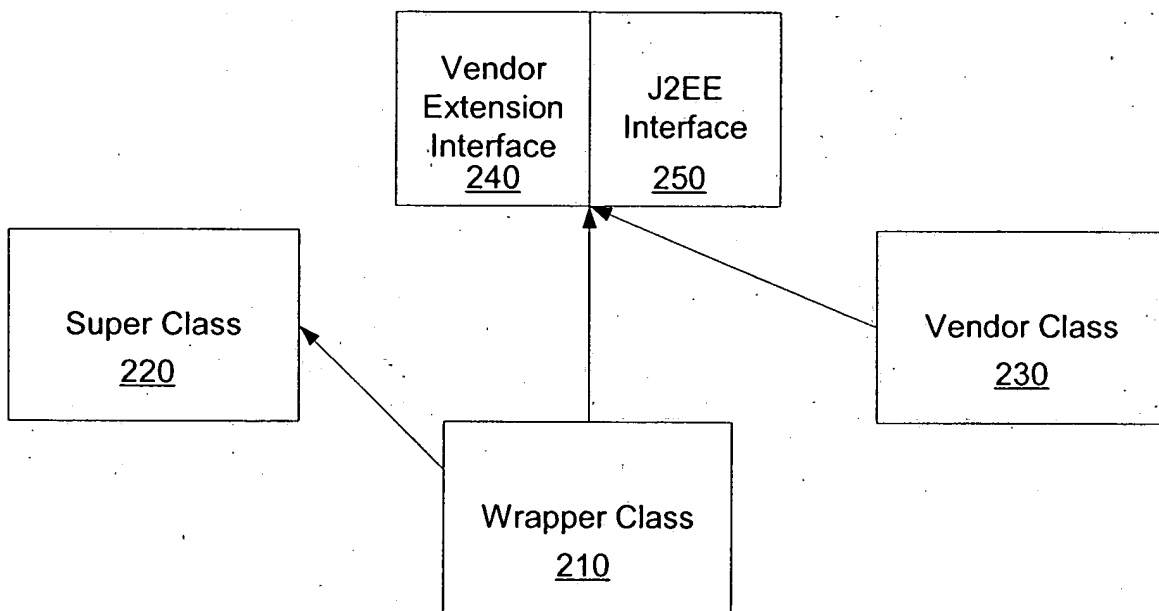 Vendor
Extension
Interface
240
J2EE
Interface
250
Super Class
220
Vendor Class
230
Wrapper Class
210